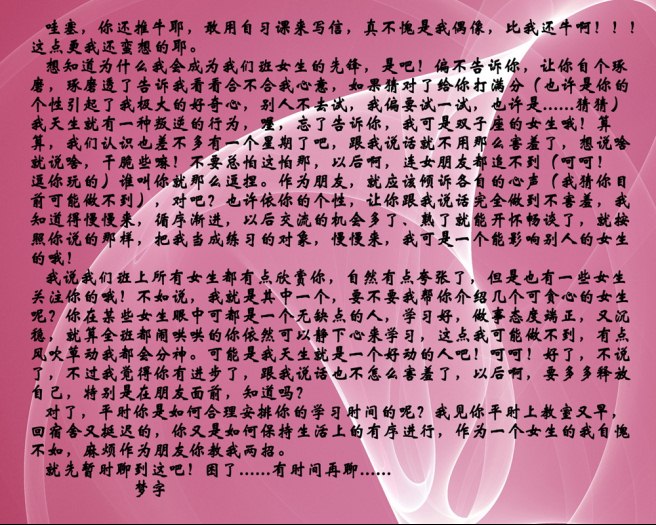 哇塞，你还推牛耶，敢用自习课来写信，真不愧是我偶像，比我还牛啊！！！
这点更我还蛮想的耶。
想知道为什么我会成为我们班女生的先锋，是吧！偏不告诉你，让你自个琢
磨，琢磨透了告诉我看看合不合我心意，如果猜对了给你打满分（也许是你的
个性引起了我极大的好奇心，别人不去试，我偏要试一试，也许是……猜猜）
我天生就有一种叛逆的行为，喔，忘了告诉你，我可是双子座的女生哦！算
算，我们认识也差不多有一个星期了吧，跟我说话就不用那么害羞了，想说啥
就说啥，干脆些嘛！不要总怕这怕那，以后啊，连女朋友都追不到（呵呵！
逗你玩的）谁叫你就那么逗捏。作为朋友，就应该倾诉各自的心声（我猜你目
前可能做不到），对吧？也许依你的个性，让你跟我说话完全做到不害羞，我
知道得慢慢来，循序渐进，以后交流的机会多了、熟了就能开怀畅谈了，就按
照你说的那样，把我当成练习的对象，慢慢来，我可是一个能影响别人的女生
的哦！
我说我们班上所有女生都有点欣赏你，自然有点夸张了，但是也有一些女生
关注你的哦！不如说，我就是其中一个，要不要我帮你介绍几个可贪心的女生
呢？你在某些女生眼中可都是一个无缺点的人，学习好，做事态度端正，又沉
稳，就算全班都闹哄哄的你依然可以静下心来学习，这点我可能做不到，有点
风吹草动我都会分神。可能是我天生就是一个好动的人吧！呵呵！好了，不说
了，不过我觉得你有进步了，跟我说话也不怎么害羞了，以后啊，要多多释放
自己，特别是在朋友面前，知道吗？
对了，平时你是如何合理安排你的学习时间的呢？我见你平时上教室又早，
回宿舍又挺迟的，你又是如何保持生活上的有序进行，作为一个女生的我自愧
不如，麻烦作为朋友你教我两招。
就先暂时聊到这吧！困了……有时间再聊……
梦字